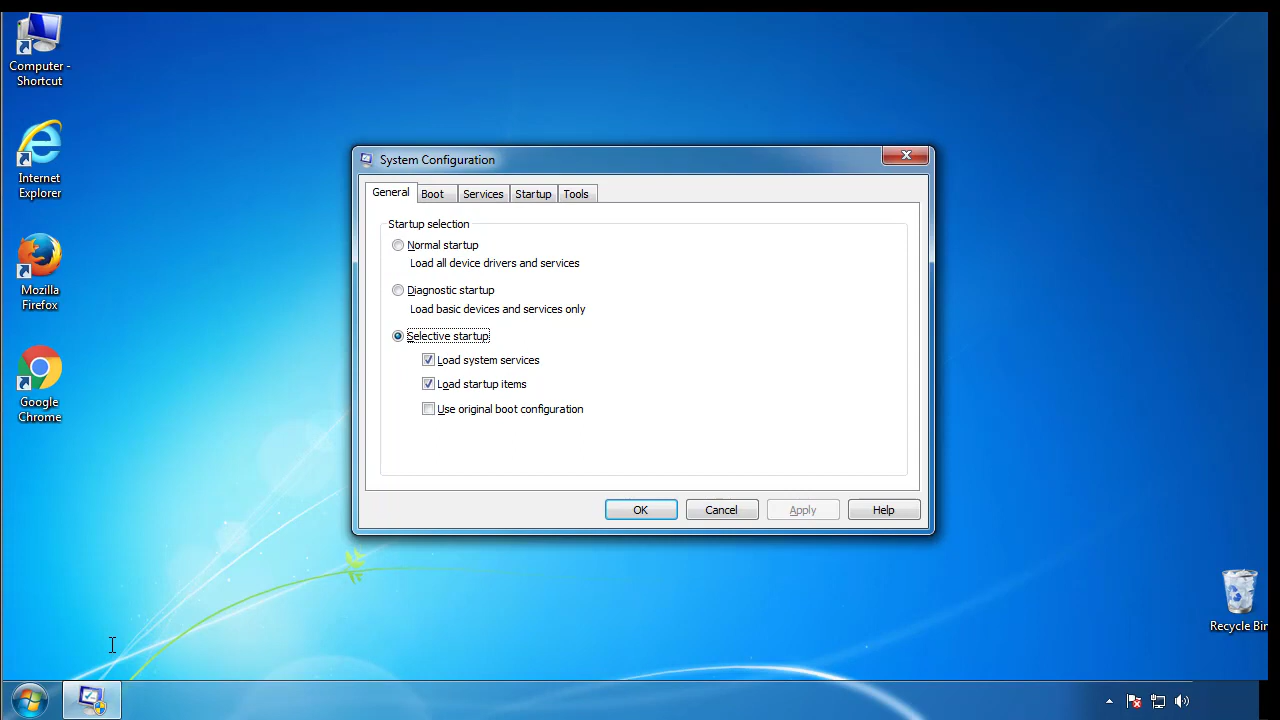 Computer -
Shortcut
Internet
Explorer
Mozilla
Firefox
Google
Chrome
System Configuration
General Boot Services Startup Tools
Startup selection
Normal startup
Load all device drivers and services
Diagnostic startup
Load basic devices and services only
Selective startup
Load system services
Load startup items
Use original boot configuration
OK Cancel Apply Help
Recycle Bin